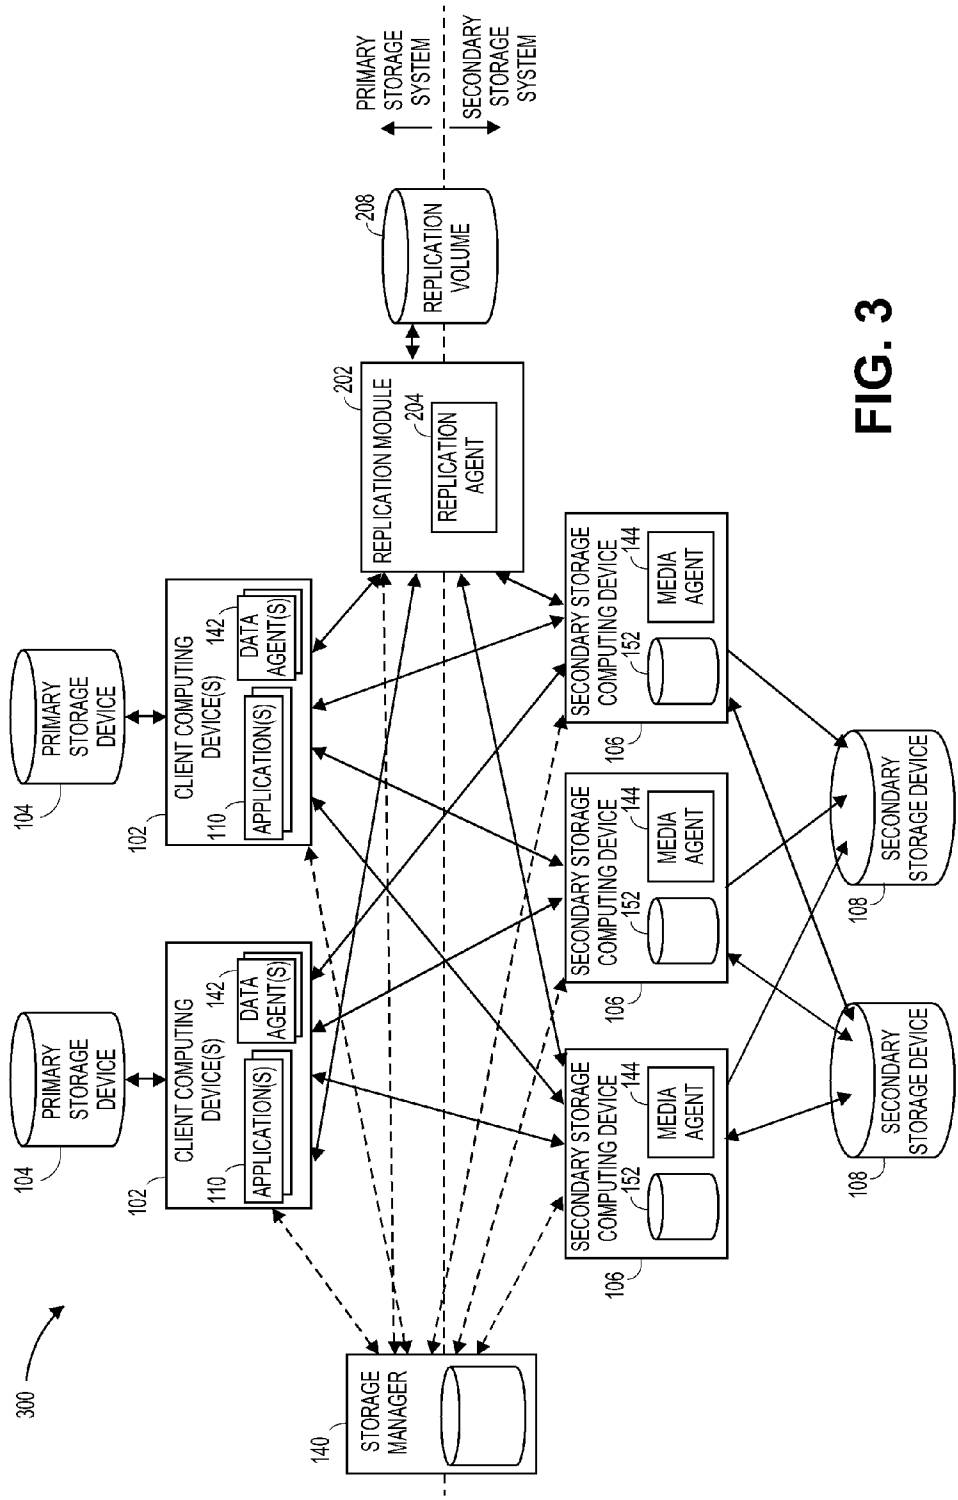 300
104
PRIMARY
STORAGE
DEVICE
104
PRIMARY
STORAGE
DEVICE
102
CLIENT COMPUTING
DEVICE(S)
110
APPLICATION(S)
142
DATA
AGENT(S)
102
CLIENT COMPUTING
DEVICE(S)
110
APPLICATION(S)
142
DATA
AGENT(S)
PRIMARY
STORAGE
SYSTEM
SECONDARY
STORAGE
SYSTEM
140
STORAGE
MANAGER
202
REPLICATION MODULE
204
REPLICATION
AGENT
208
REPLICATION
VOLUME
106
SECONDARY STORAGE
COMPUTING DEVICE
152
144
MEDIA
AGENT
106
SECONDARY STORAGE
COMPUTING DEVICE
152
144
MEDIA
AGENT
106
SECONDARY STORAGE
COMPUTING DEVICE
152
144
MEDIA
AGENT
108
SECONDARY
STORAGE DEVICE
108
SECONDARY
STORAGE DEVICE
FIG. 3